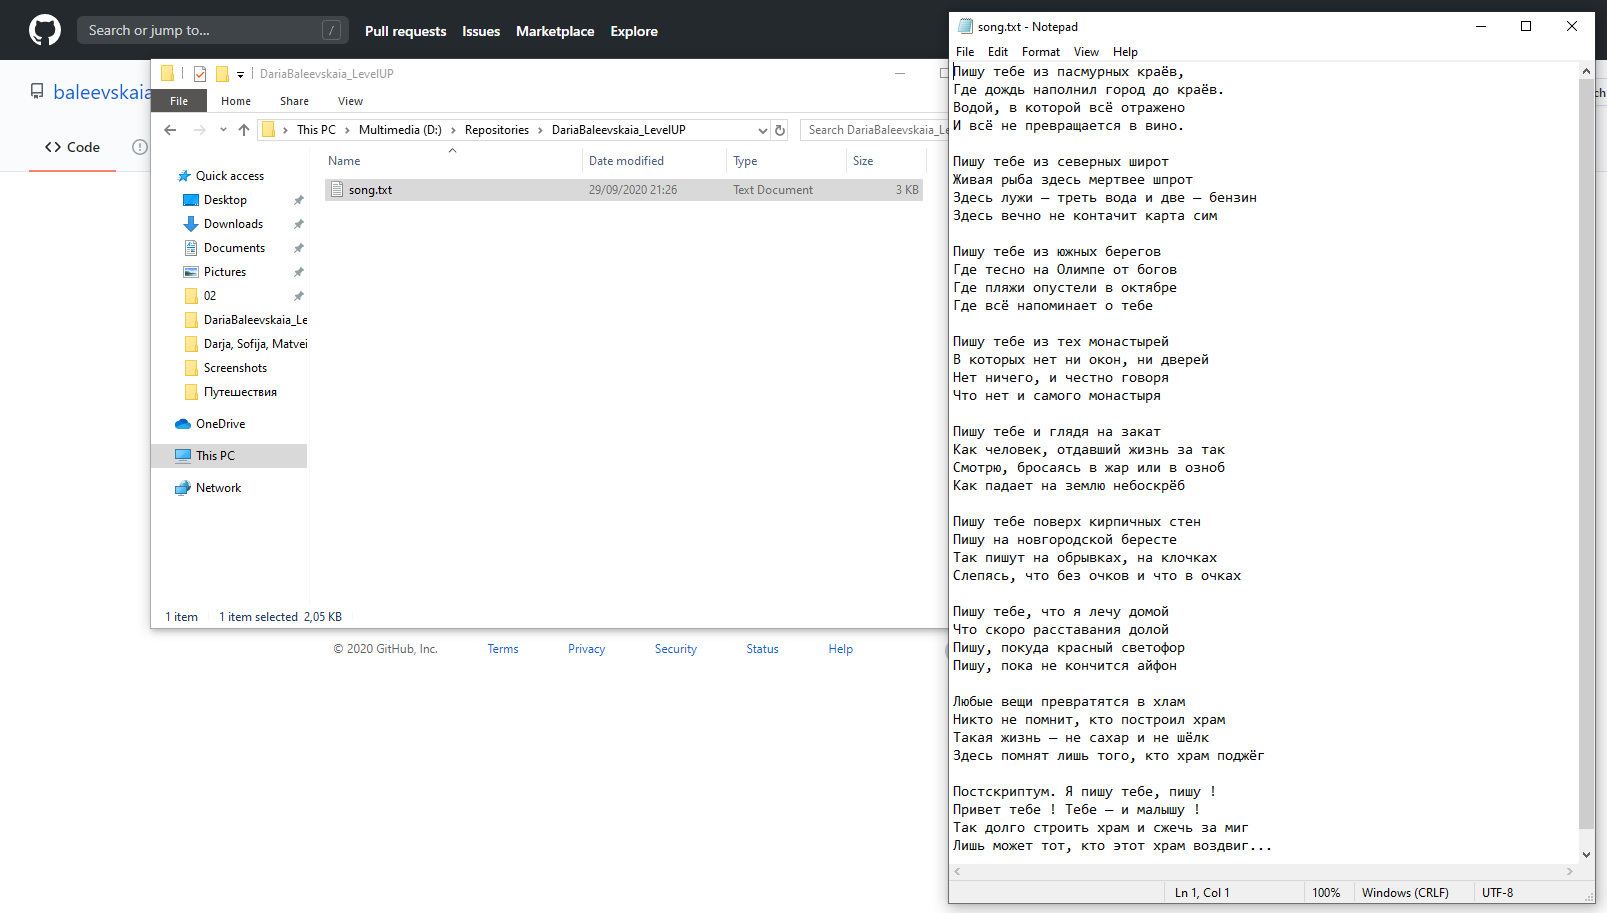 Search or jump to...
/
Pull requests
Issues
Marketplace
Explore
baleevskaia
Code
DariaBaleevskaia_LevelUP
File
Home
Share
View
This PC
Multimedia (D:)
Repositories
DariaBaleevskaia_LevelUP
Search DariaBaleevskaia_Le
Name
Date modified
Type
Size
song.txt
29/09/2020 21:26
Text Document
3 KB
Quick access
Desktop
Downloads
Documents
Pictures
02
DariaBaleevskaia_Le
Darja, Sofija, Matvei
Screenshots
Путешествия
OneDrive
This PC
Network
1 item
1 item selected 2,05 KB
© 2020 GitHub, Inc.
Terms
Privacy
Security
Status
Help
song.txt - Notepad
File
Edit
Format
View
Help
Пишу тебе из пасмурных краёв,
Где дождь наполнил город до краёв.
Водой, в которой всё отражено
И всё не превращается в вино.
Пишу тебе из северных широт
Живая рыба здесь мертвее шпрот
Здесь лужи — треть вода и две — бензин
Здесь вечно не контачит карта сим
Пишу тебе из южных берегов
Где тесно на Олимпе от богов
Где пляжи опустели в октябре
Где всё напоминает о тебе
Пишу тебе из тех монастырей
В которых нет ни окон, ни дверей
Нет ничего, и честно говоря
Что нет и самого монастыря
Пишу тебе и глядя на закат
Как человек, отдавший жизнь за так
Смотрю, бросаясь в жар или в озноб
Как падает на землю небоскрёб
Пишу тебе поверх кирпичных стен
Пишу на новгородской бересте
Так пишут на обрывках, на клочках
Слепясь, что без очков и что в очках
Пишу тебе, что я лечу домой
Что скоро расставания долой
Пишу, покуда красный светофор
Пишу, пока не кончится айфон
Любые вещи превратятся в хлам
Никто не помнит, кто построил храм
Такая жизнь — не сахар и не шёлк
Здесь помнят лишь того, кто храм поджёг
Постскриптум. Я пишу тебе, пишу !
Привет тебе ! Тебе — и малышу !
Так долго строить храм и сжечь за миг
Лишь может тот, кто этот храм воздвиг...
Ln 1, Col 1
100%
Windows (CRLF)
UTF-8
ch